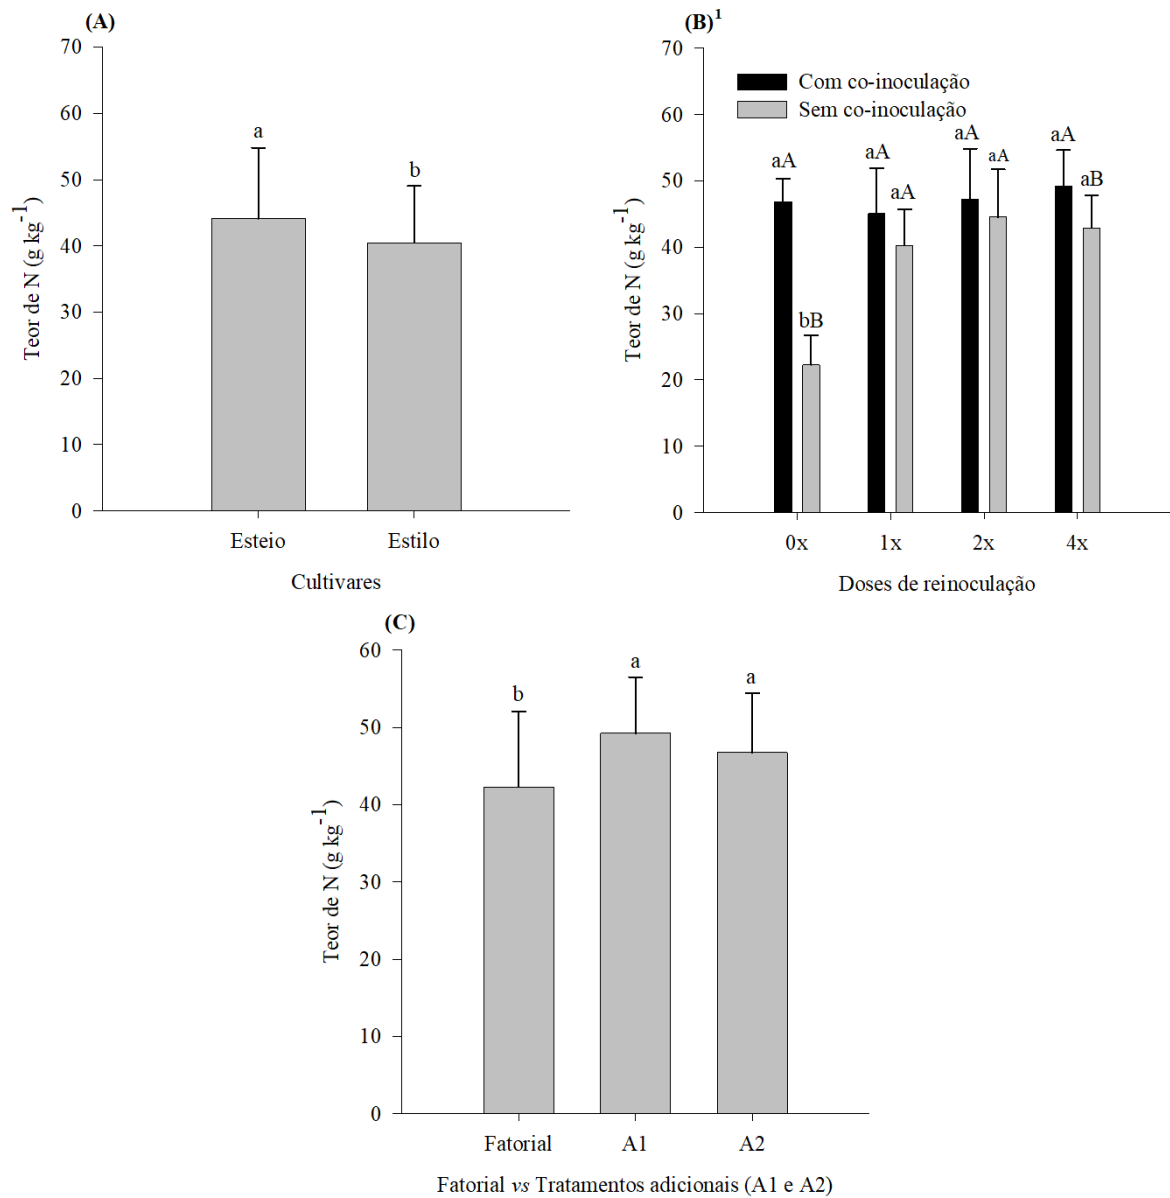 (A)
70
60
50
40
30
20
10
0
Teor de N (g kg⁻¹)
a
b
Esteio
Estilo
Cultivares
(B)¹
70
60
50
40
30
20
10
0
Teor de N (g kg⁻¹)
Com co-inoculação
Sem co-inoculação
aA
bB
aA
aA
aA
aA
aA
aB
0x
1x
2x
4x
Doses de reinoculação
(C)
60
50
40
30
20
10
0
Teor de N (g kg⁻¹)
b
a
a
Fatorial
A1
A2
Fatorial vs Tratamentos adicionais (A1 e A2)